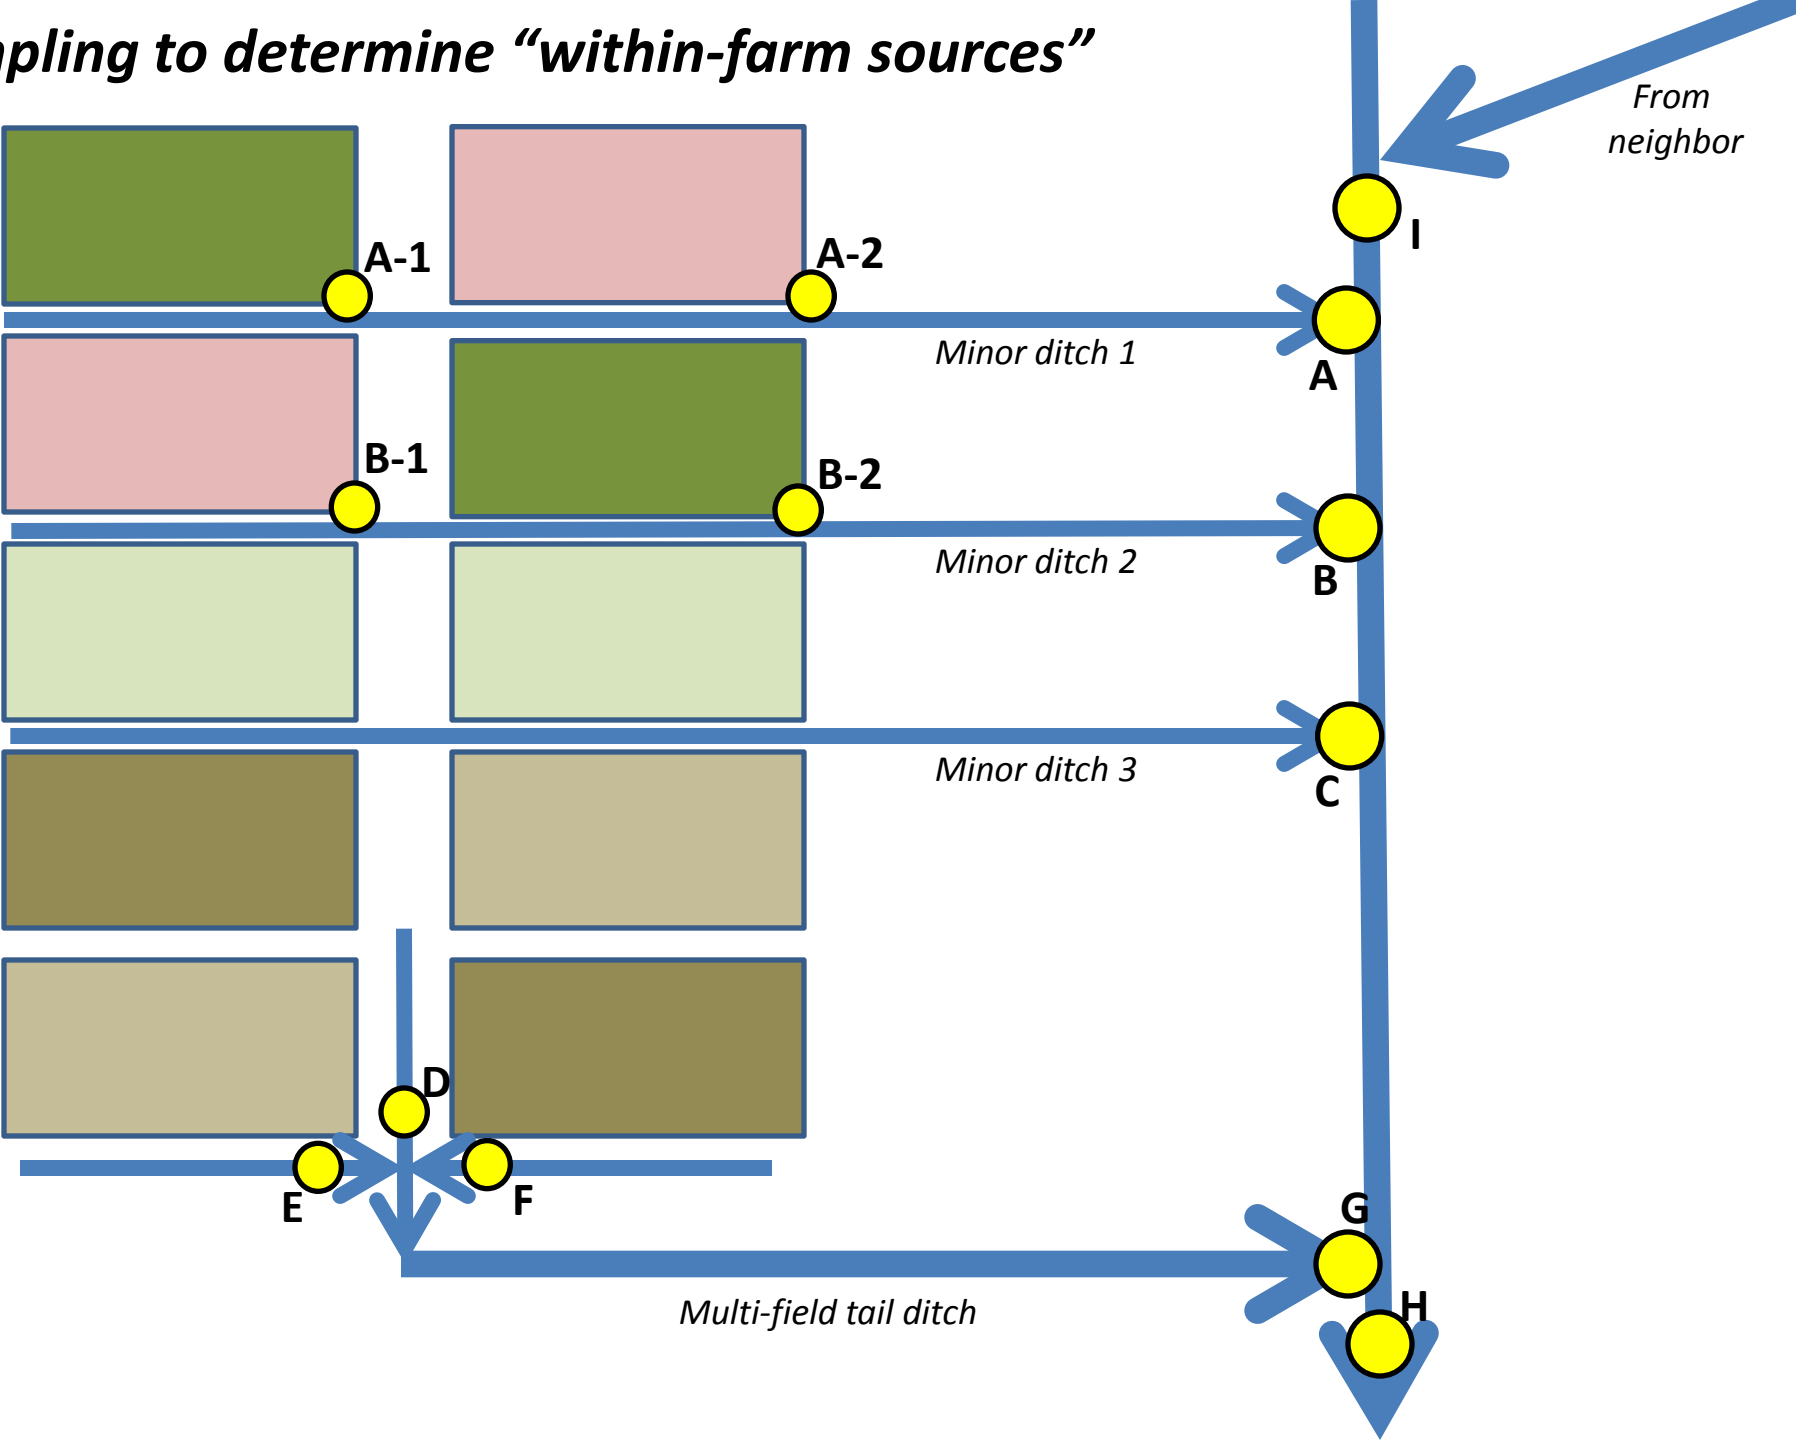 to determine “within-farm sources”
From
neighbor
I
A-1
A-2
Minor ditch 1
A
B-1
B-2
Minor ditch 2
B
Minor ditch 3
C
D
E
F
G
H
Multi-field tail ditch